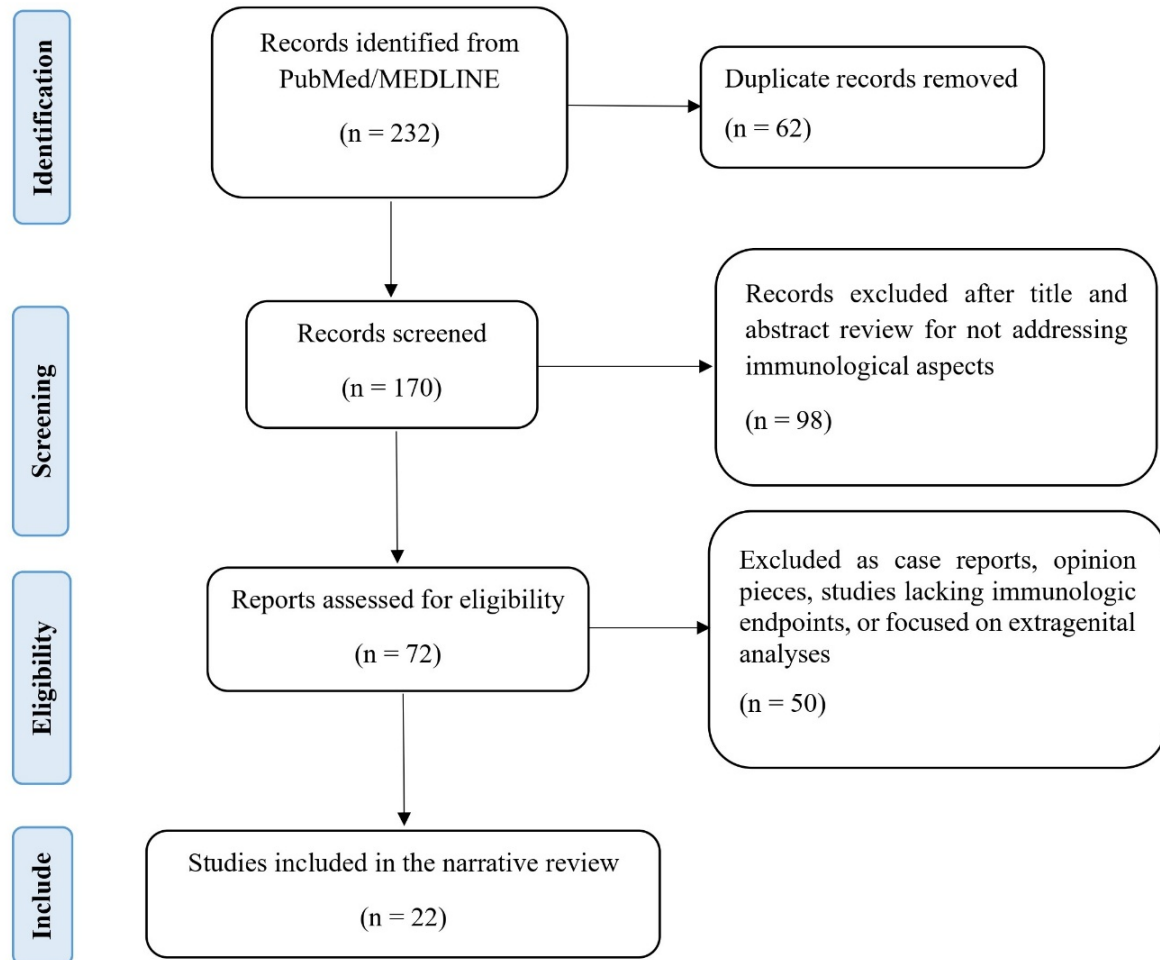 Identification
Records identified from
PubMed/MEDLINE
(n = 232)
Duplicate records removed
(n = 62)
Screening
Records screened
(n = 170)
Records excluded after title and
abstract review for not addressing
immunological aspects
(n = 98)
Eligibility
Reports assessed for eligibility
(n = 72)
Excluded as case reports, opinion
pieces, studies lacking immunologic
endpoints, or focused on extragenital
analyses
(n = 50)
Include
Studies included in the narrative review
(n = 22)